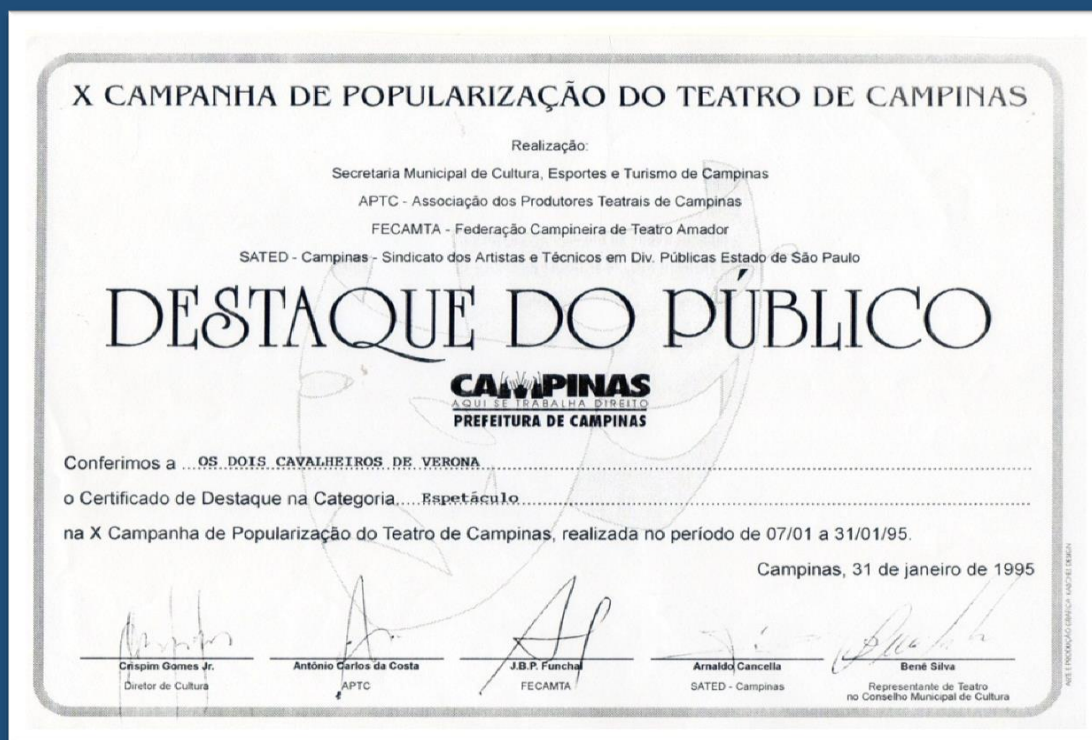 X CAMPANHA DE POPULARIZAÇÃO DO TEATRO DE CAMPINAS
Realização:
Secretaria Municipal de Cultura, Esportes e Turismo de Campinas
APTC - Associação dos Produtores Teatrais de Campinas
FECAMTA - Federação Campineira de Teatro Amador
SATED - Campinas - Sindicato dos Artistas e Técnicos em Div. Públicas Estado de São Paulo
DESTAQUE DO PÚBLICO
CAMPINAS
AQUI SE TRABALHA DIREITO
PREFEITURA DE CAMPINAS
Conferimos a OS DOIS CAVALHEIROS DE VERONA
o Certificado de Destaque na Categoria Espetáculo
na X Campanha de Popularização do Teatro de Campinas, realizada no período de 07/01 a 31/01/95.
Campinas, 31 de janeiro de 1995
Crispim Gomes Jr.
Diretor de Cultura
Antônio Carlos da Costa
APTC
J.B.P. Funchal
FECAMTA
Arnaldo Cancella
SATED - Campinas
Bené Silva
Representante de Teatro
no Conselho Municipal de Cultura
ARTE E PRODUÇÃO GRÁFICA